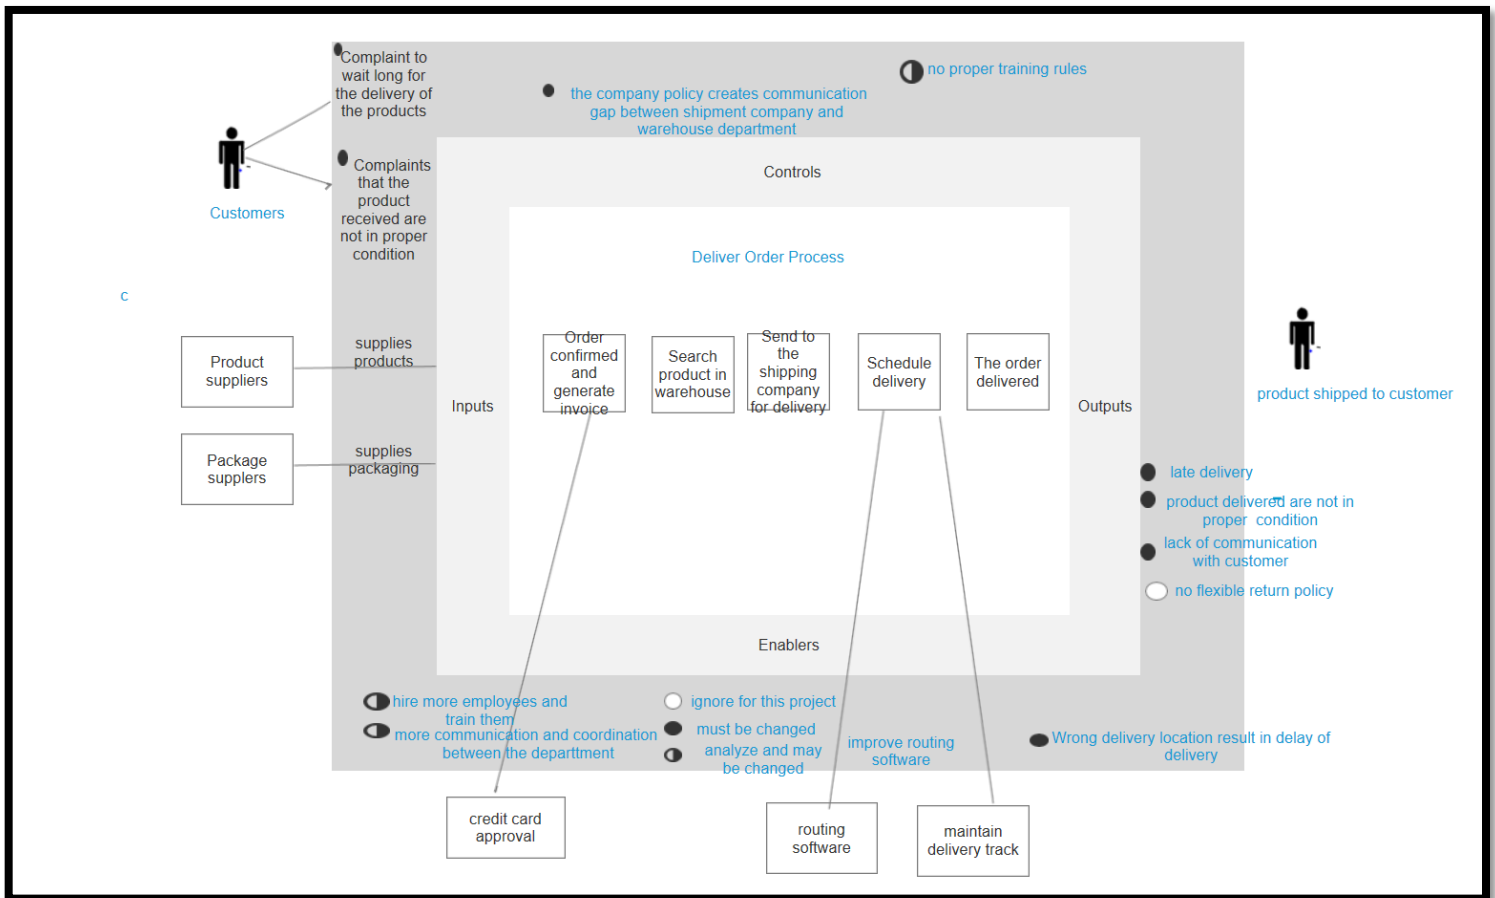 Complaint to
wait long for
the delivery of
the products
no proper training rules
the company policy creates communication
gap between shipment company and
warehouse department
Complaints
that the
product
received are
not in proper
condition
Customers
Controls
Deliver Order Process
c
Product
suppliers
supplies
products
Order
confirmed
and
generate
invoice
Search
product in
warehouse
Send to
the
shipping
company
for delivery
Schedule
delivery
The order
delivered
product shipped to customer
Inputs
Outputs
Package
supplers
supplies
packaging
late delivery
product delivered are not in
proper condition
lack of communication
with customer
no flexible return policy
Enablers
hire more employees and
train them
more communication and coordination
between the departtment
ignore for this project
must be changed
analyze and may
be changed
improve routing
software
Wrong delivery location result in delay of
delivery
credit card
approval
routing
software
maintain
delivery track